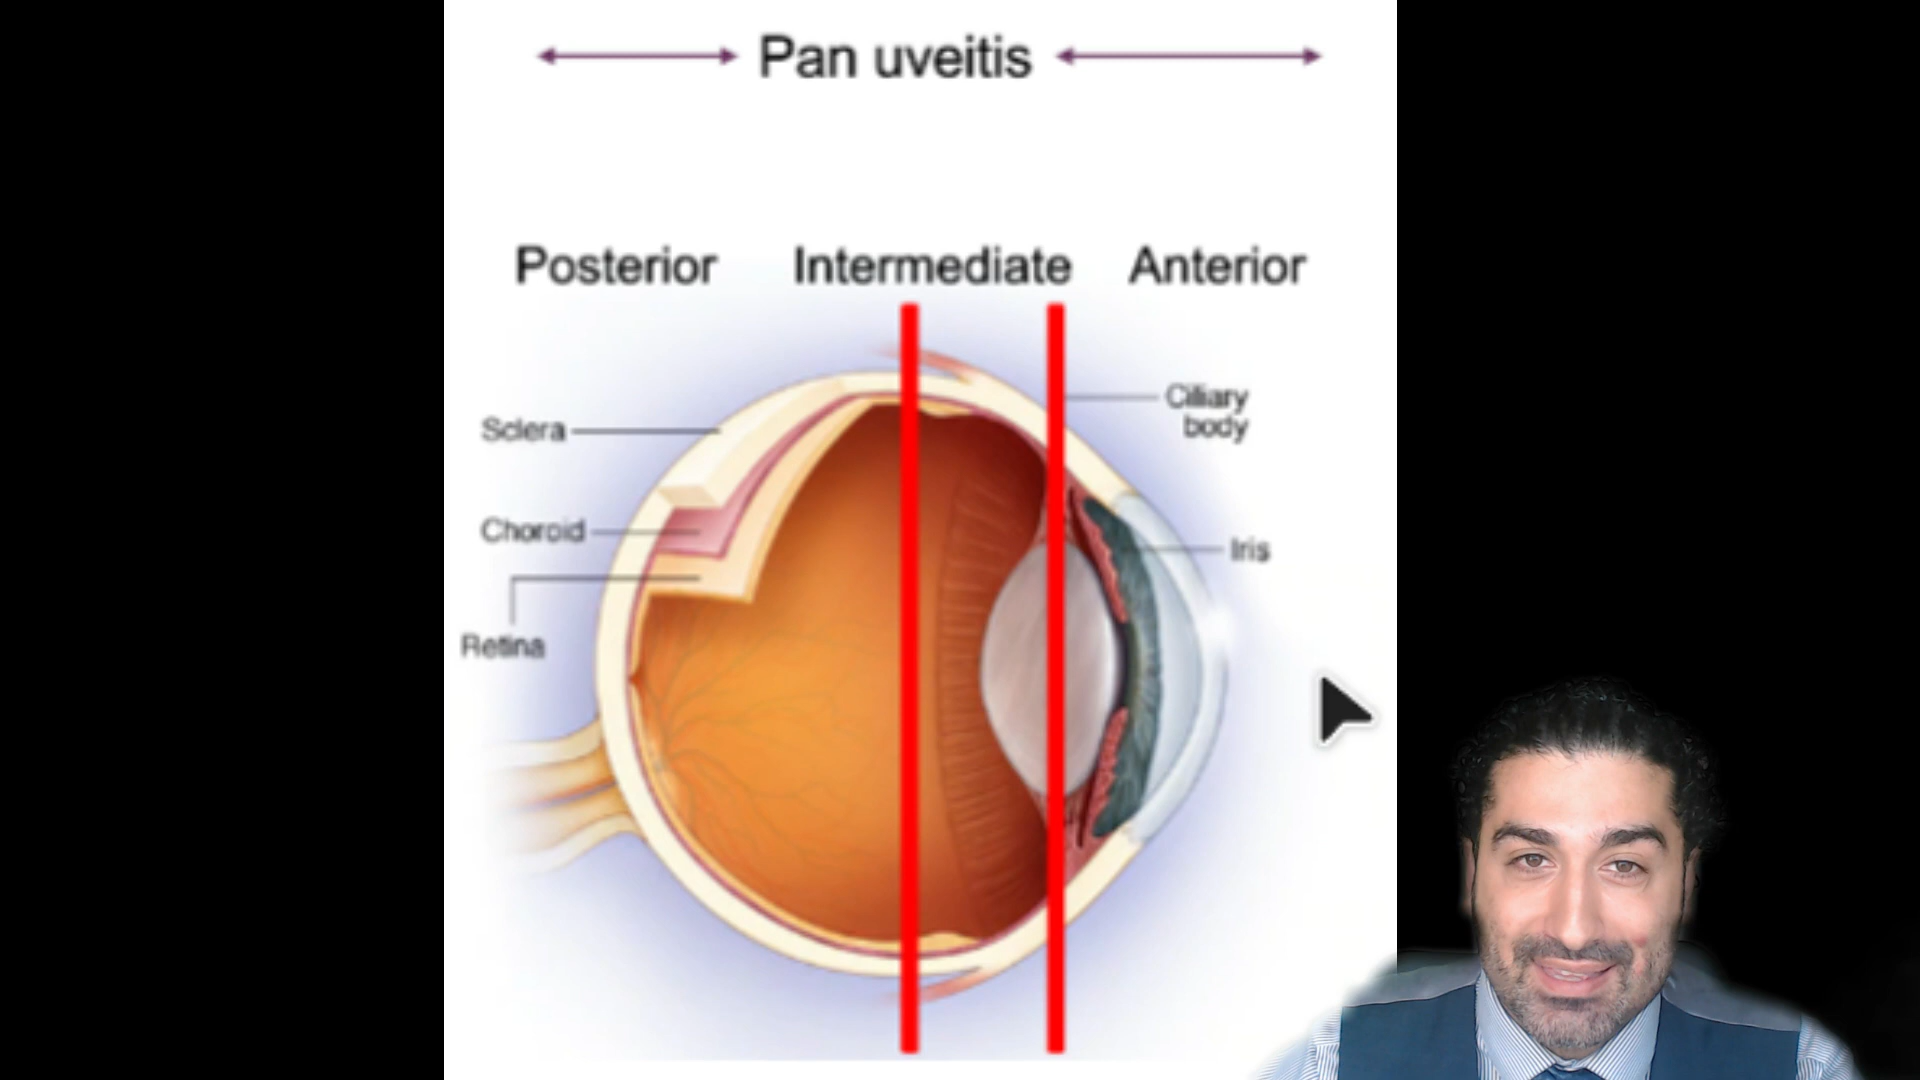 Pan uveitis
Posterior Intermediate Anterior
Ciliary
body
Sclera
Choroid
Iris
Retina